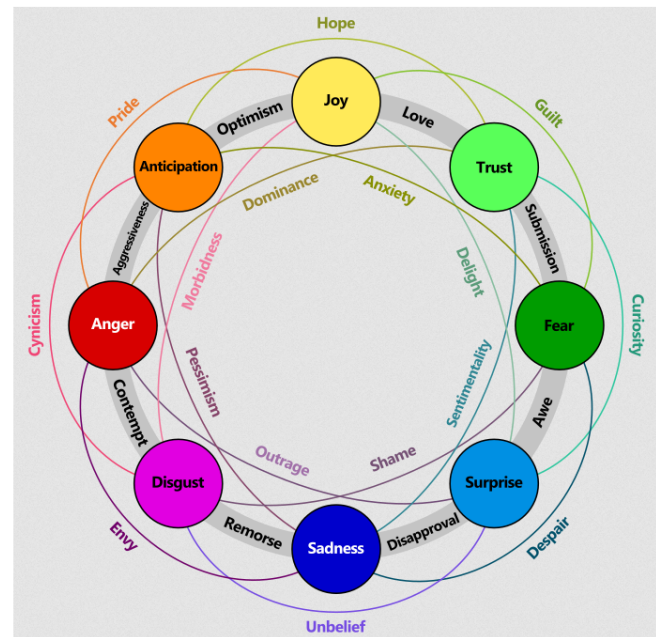 Hope
Joy
Pride
Optimism
Love
Guilt
Anticipation
Trust
Dominance
Anxiety
Aggressiveness
Submission
Morbidness
Delight
Cynicism
Anger
Fear
Curiosity
Pessimism
Sentimentality
Contempt
Awe
Outrage
Shame
Disgust
Surprise
Envy
Remorse
Sadness
Disapproval
Despair
Unbelief